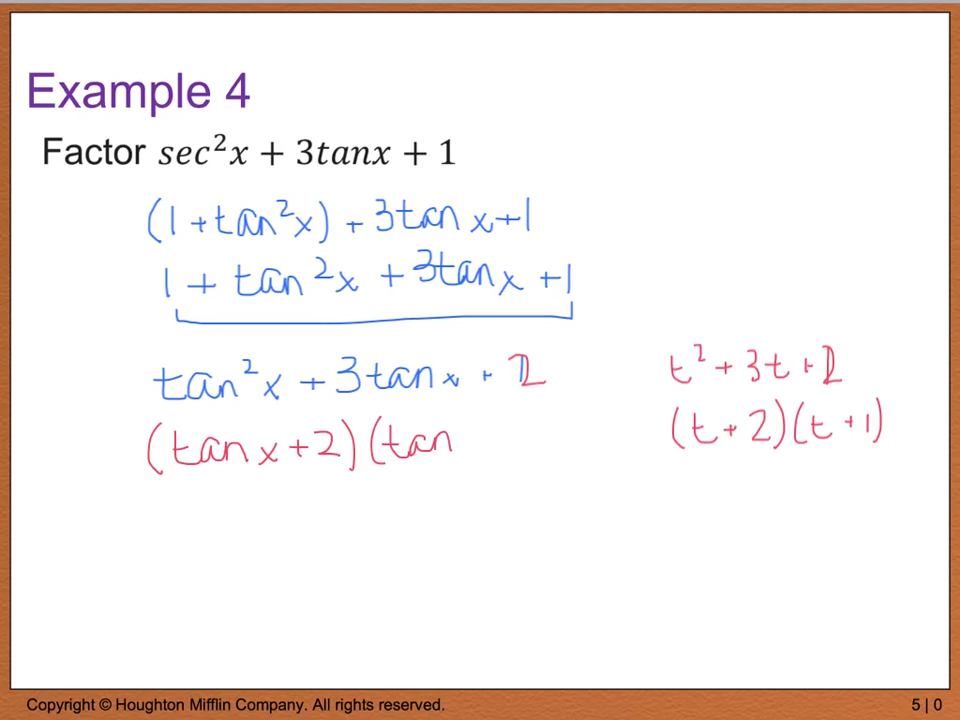 Example 4
Factor sec²x + 3tanx + 1
(1 + tan²x) + 3tan x + 1
1 + tan²x + 3tan x + 1
tan²x + 3tan x + 2
t² + 3t + 2
(tan x + 2)(tan
(t + 2)(t + 1)
Copyright © Houghton Mifflin Company. All rights reserved.
5 | 0